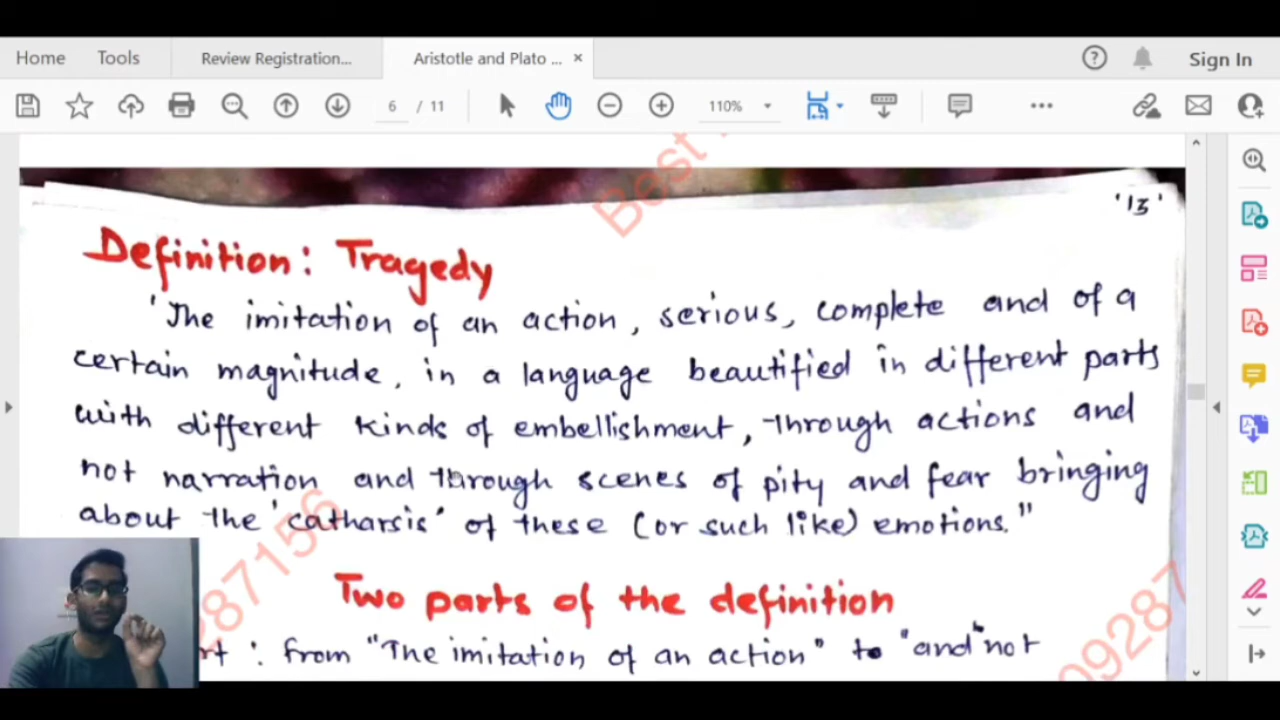 Home Tools Review Registration... Aristotle and Plato ... × Sign In
6 / 11 110%
Best
'13'
Definition: Tragedy
'The imitation of an action, serious, complete and of a
certain magnitude, in a language beautified in different parts
with different kinds of embellishment, through actions and
not narration and through scenes of pity and fear bringing
about the 'catharsis' of these (or such like) emotions."
287156
Two parts of the definition
09287
rt : from "The imitation of an action" to "and" not